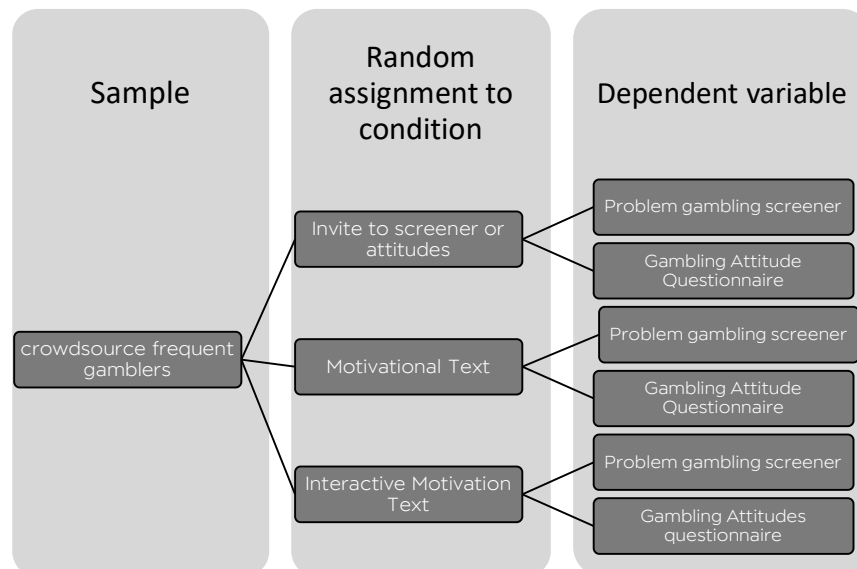 Sample
Random
assignment to
condition
Dependent variable
crowdsource frequent
gamblers
Invite to screener or
attitudes
Motivational Text
Interactive Motivation
Text
Problem gambling screener
Gambling Attitude
Questionnaire
Problem gambling screener
Gambling Attitude
Questionnaire
Problem gambling screener
Gambling Attitudes
questionnaire